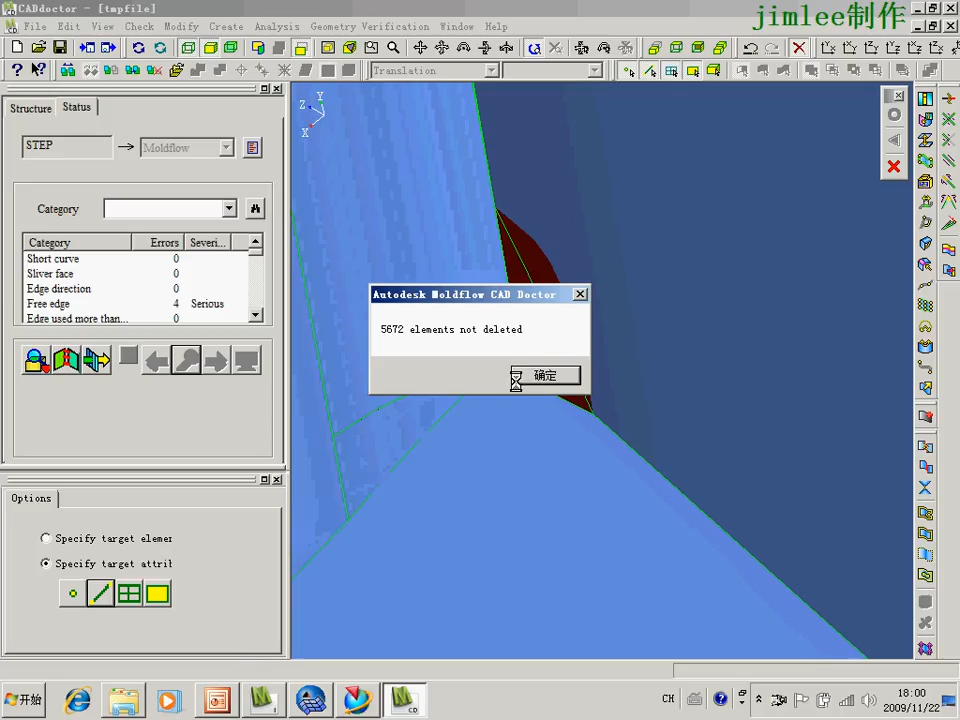 CADdoctor - [tmpfile]
jimlee制作
File Edit View Check Modify Create Analysis Geometry Verification Window Help
Translation
Structure Status
STEP
Moldflow
Category
Category Errors Severi...
Short curve 0
Sliver face 0
Edge direction 0
Free edge 4 Serious
Edge used more than... 0
Options
Specify target elemer
Specify target attril
Y
Z
X
Autodesk Moldflow CAD Doctor
5672 elements not deleted
确定
开始
CH
18:00
2009/11/22